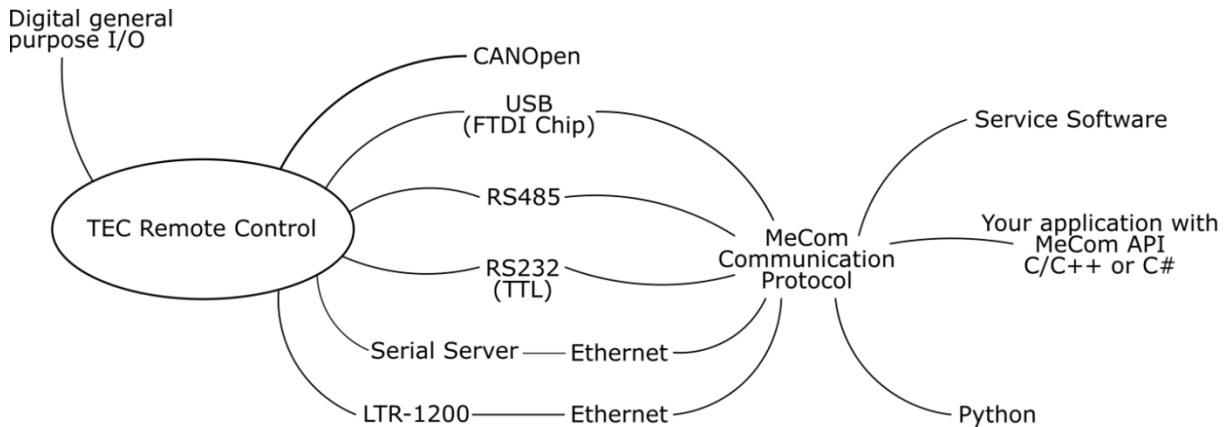 Digital general
purpose I/O
CANOpen
USB
(FTDI Chip)
Service Software
RS485
TEC Remote Control
Your application with
MeCom API
C/C++ or C#
MeCom
Communication
Protocol
RS232
(TTL)
Serial Server
Ethernet
LTR-1200
Ethernet
Python